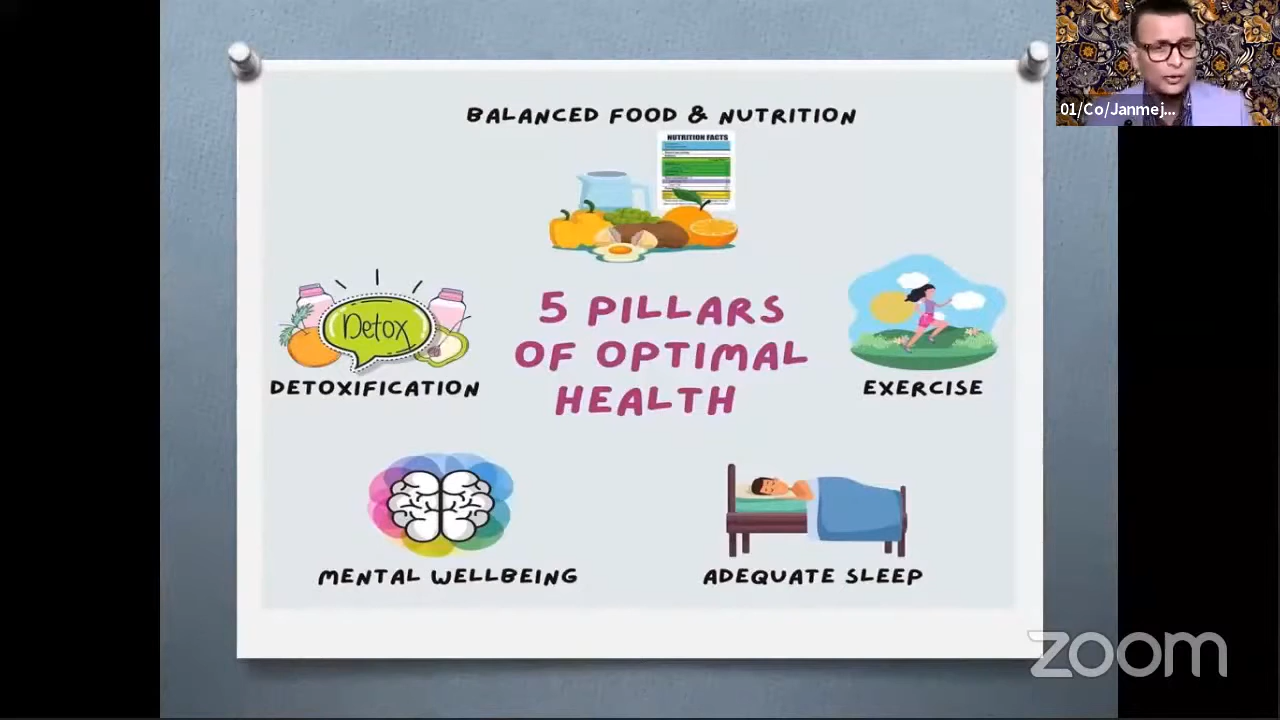 01/Co/Janmej...
BALANCED FOOD & NUTRITION
NUTRITION FACTS
Detox
5 PILLARS
OF OPTIMAL
HEALTH
DETOXIFICATION
EXERCISE
MENTAL WELLBEING
ADEQUATE SLEEP
zoom